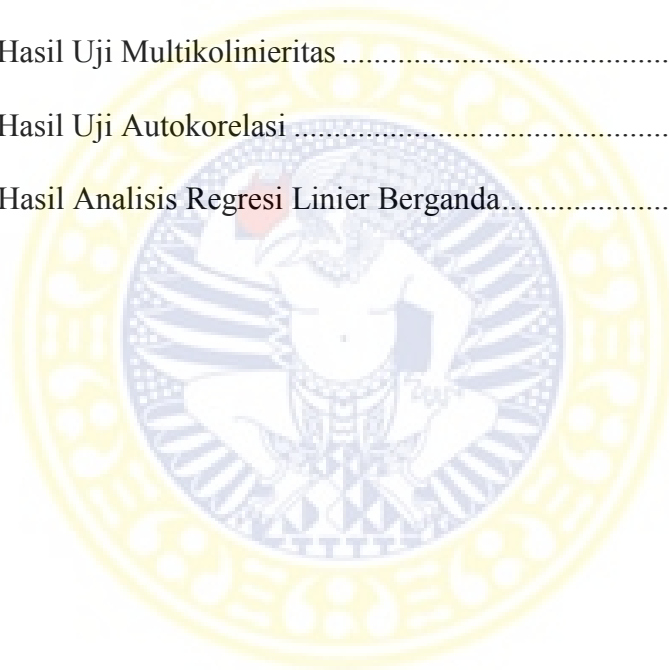 Hasil Uji Multikolinieritas ....................................
Hasil Uji Autokorelasi ..........................................
Hasil Analisis Regresi Linier Berganda...................